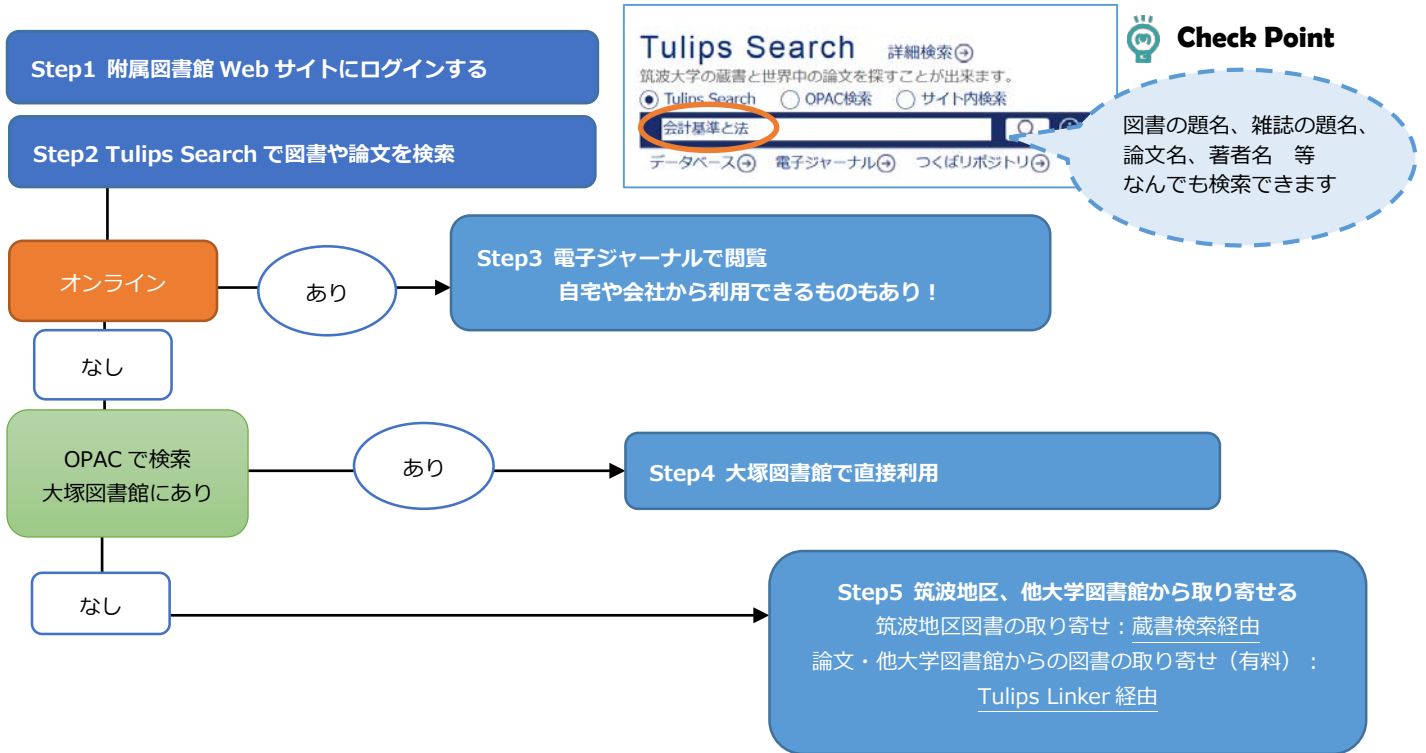 Step1 附属図書館 Web サイトにログインする
Step2 Tulips Search で図書や論文を検索
Tulips Search 詳細検索
筑波大学の蔵書と世界中の論文を探すことが出来ます。
Tulips Search OPAC検索 サイト内検索
会計基準と法
データベース 電子ジャーナル つくばリポジトリ
Check Point
図書の題名、雑誌の題名、
論文名、著者名 等
なんでも検索できます
オンライン
あり
Step3 電子ジャーナルで閲覧
自宅や会社から利用できるものもあり！
なし
OPAC で検索
大塚図書館にあり
あり
Step4 大塚図書館で直接利用
なし
Step5 筑波地区、他大学図書館から取り寄せる
筑波地区図書の取り寄せ：蔵書検索経由
論文・他大学図書館からの図書の取り寄せ（有料）：
Tulips Linker 経由